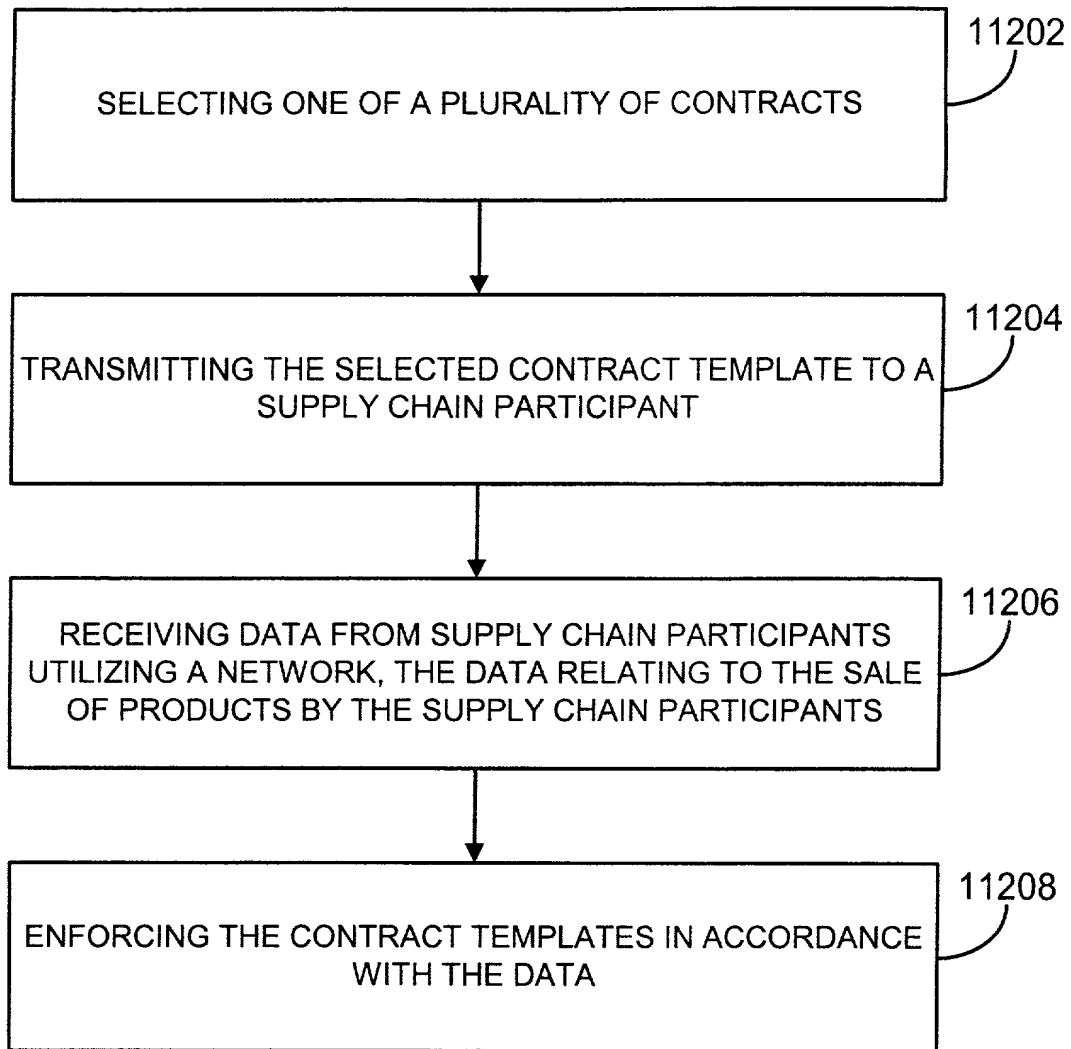 11202
SELECTING ONE OF A PLURALITY OF CONTRACTS
11204
TRANSMITTING THE SELECTED CONTRACT TEMPLATE TO A
SUPPLY CHAIN PARTICIPANT
11206
RECEIVING DATA FROM SUPPLY CHAIN PARTICIPANTS
UTILIZING A NETWORK, THE DATA RELATING TO THE SALE
OF PRODUCTS BY THE SUPPLY CHAIN PARTICIPANTS
11208
ENFORCING THE CONTRACT TEMPLATES IN ACCORDANCE
WITH THE DATA